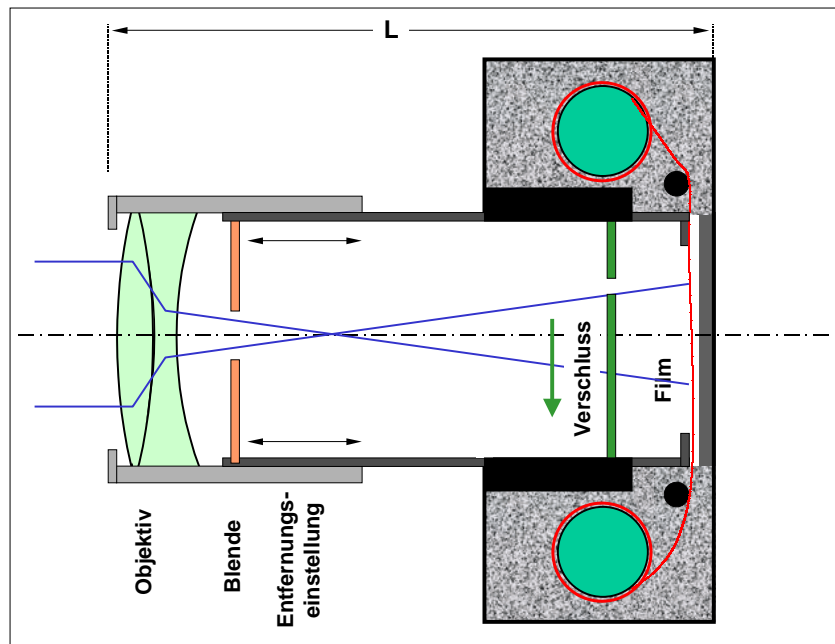 L
Objektiv
Blende
Entfernungs-
einstellung
Verschluss
Film